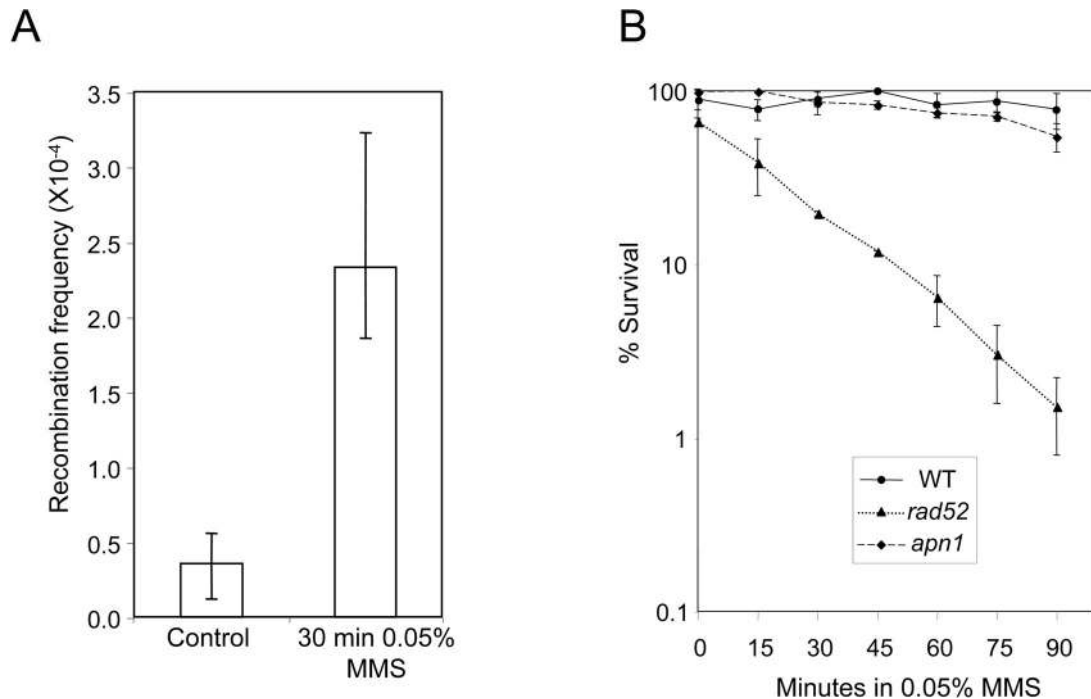 A
Recombination frequency (X10⁻⁴)
3.5
3.0
2.5
2.0
1.5
1.0
0.5
0.0
Control
30 min 0.05%
MMS
B
% Survival
100
10
1
0.1
WT
rad52
apn1
0 15 30 45 60 75 90
Minutes in 0.05% MMS